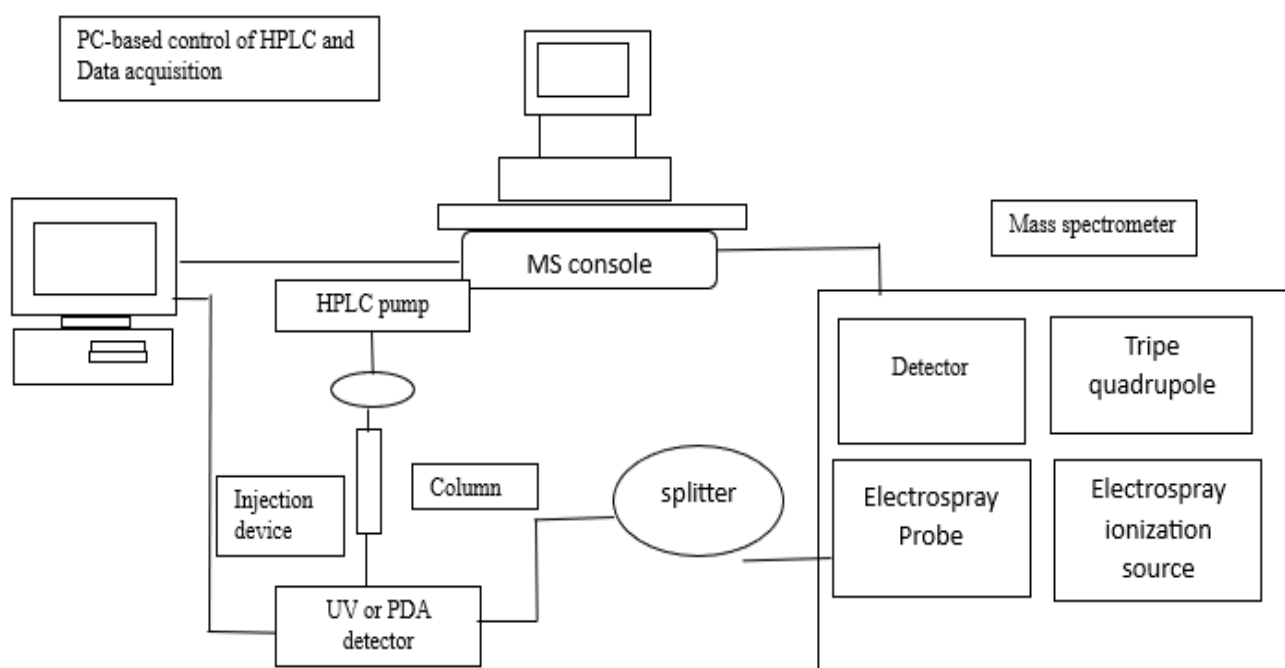 PC-based control of HPLC and
Data acquisition
MS console
Mass spectrometer
HPLC pump
Detector
Tripe
quadrupole
Injection
device
Column
splitter
Electrospray
Probe
Electrospray
ionization
source
UV or PDA
detector